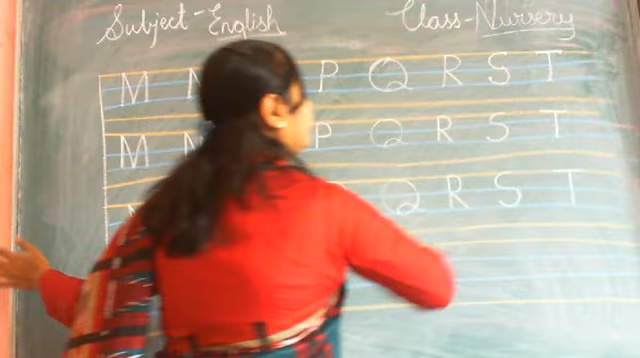 Subject-English Class-Nursery
M N P Q R S T
M N P Q R S T
Q R S T